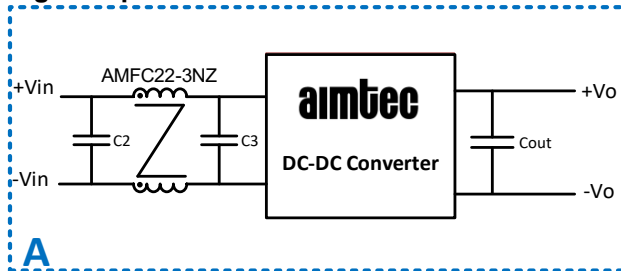 AMFC22-3NZ
+Vin
aimtec
+Vo
C2
C3
Cout
DC-DC Converter
-Vin
-Vo
A